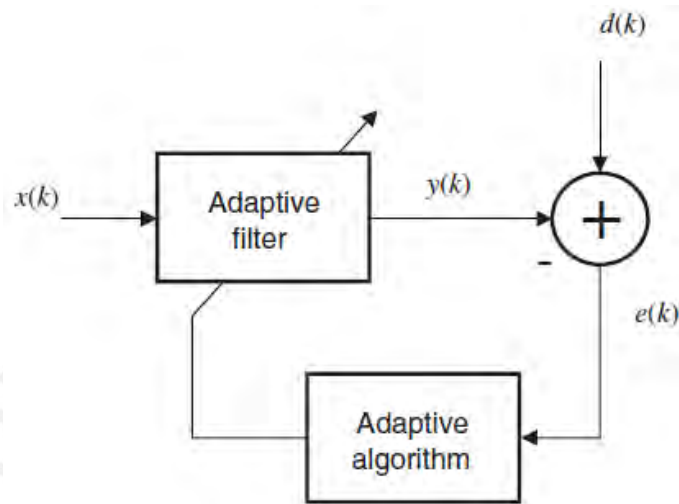 d(k)
x(k)
Adaptive
filter
y(k)
+
-
e(k)
Adaptive
algorithm